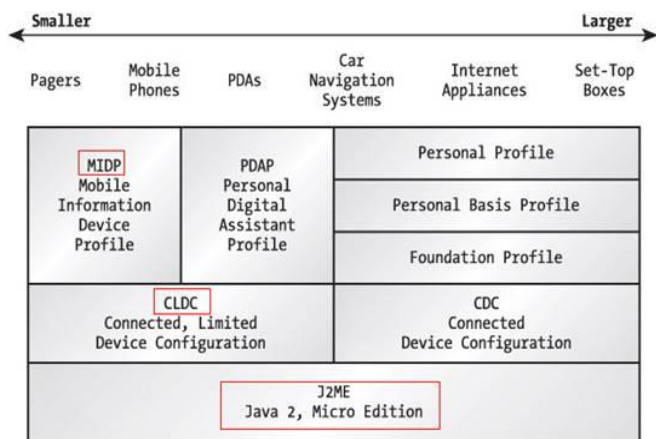 Smaller Larger
Pagers
Mobile
Phones
PDAs
Car
Navigation
Systems
Internet
Appliances
Set-Top
Boxes
MIDP
Mobile
Information
Device
Profile
PDAP
Personal
Digital
Assistant
Profile
Personal Profile
Personal Basis Profile
Foundation Profile
CLDC
Connected, Limited
Device Configuration
CDC
Connected
Device Configuration
J2ME
Java 2, Micro Edition